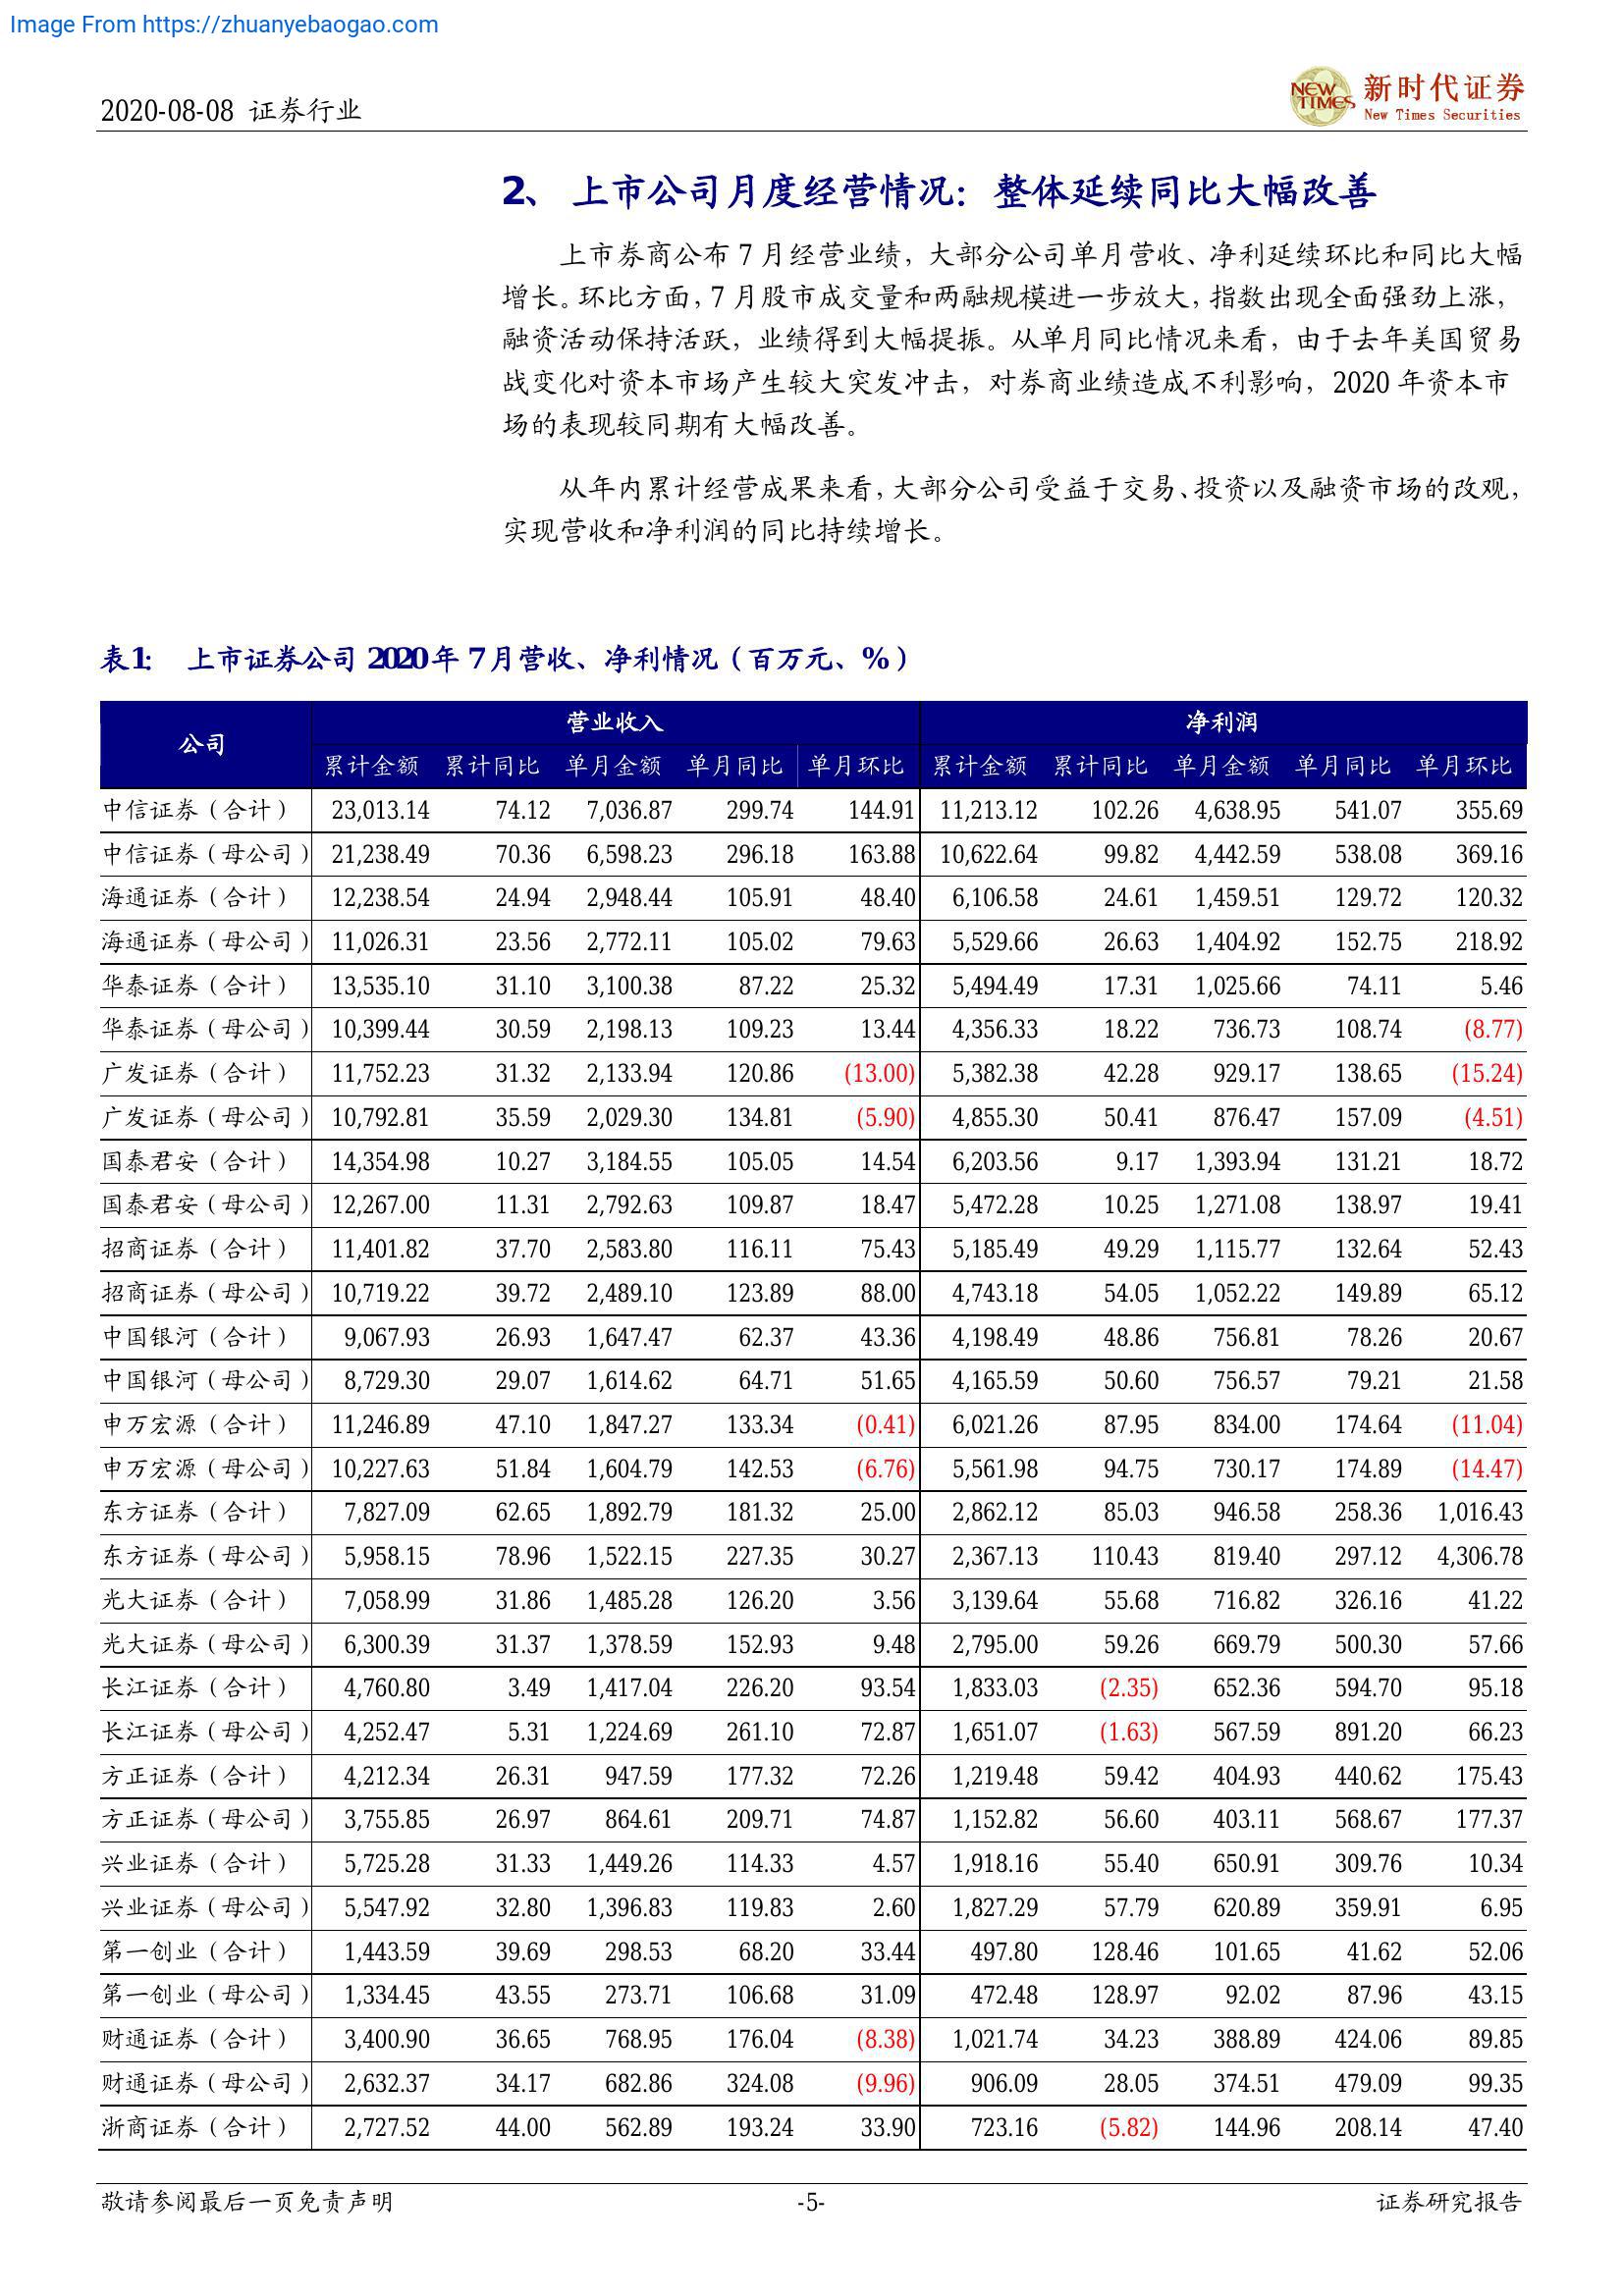 Image From https://zhuanyebaogao.com
2020-08-08 证券行业
NEW TIMES
新时代证券
New Times Securities
2、 上市公司月度经营情况：整体延续同比大幅改善
上市券商公布 7 月经营业绩，大部分公司单月营收、净利延续环比和同比大幅
增长。环比方面，7 月股市成交量和两融规模进一步放大，指数出现全面强劲上涨，
融资活动保持活跃，业绩得到大幅提振。从单月同比情况来看，由于去年美国贸易
战变化对资本市场产生较大突发冲击，对券商业绩造成不利影响，2020 年资本市
场的表现较同期有大幅改善。
从年内累计经营成果来看，大部分公司受益于交易、投资以及融资市场的改观，
实现营收和净利润的同比持续增长。
表1： 上市证券公司 2020 年 7 月营收、净利情况（百万元、%）
公司 营业收入 净利润
累计金额 累计同比 单月金额 单月同比 单月环比 累计金额 累计同比 单月金额 单月同比 单月环比
中信证券（合计） 23,013.14 74.12 7,036.87 299.74 144.91 11,213.12 102.26 4,638.95 541.07 355.69
中信证券（母公司） 21,238.49 70.36 6,598.23 296.18 163.88 10,622.64 99.82 4,442.59 538.08 369.16
海通证券（合计） 12,238.54 24.94 2,948.44 105.91 48.40 6,106.58 24.61 1,459.51 129.72 120.32
海通证券（母公司） 11,026.31 23.56 2,772.11 105.02 79.63 5,529.66 26.63 1,404.92 152.75 218.92
华泰证券（合计） 13,535.10 31.10 3,100.38 87.22 25.32 5,494.49 17.31 1,025.66 74.11 5.46
华泰证券（母公司） 10,399.44 30.59 2,198.13 109.23 13.44 4,356.33 18.22 736.73 108.74 (8.77)
广发证券（合计） 11,752.23 31.32 2,133.94 120.86 (13.00) 5,382.38 42.28 929.17 138.65 (15.24)
广发证券（母公司） 10,792.81 35.59 2,029.30 134.81 (5.90) 4,855.30 50.41 876.47 157.09 (4.51)
国泰君安（合计） 14,354.98 10.27 3,184.55 105.05 14.54 6,203.56 9.17 1,393.94 131.21 18.72
国泰君安（母公司） 12,267.00 11.31 2,792.63 109.87 18.47 5,472.28 10.25 1,271.08 138.97 19.41
招商证券（合计） 11,401.82 37.70 2,583.80 116.11 75.43 5,185.49 49.29 1,115.77 132.64 52.43
招商证券（母公司） 10,719.22 39.72 2,489.10 123.89 88.00 4,743.18 54.05 1,052.22 149.89 65.12
中国银河（合计） 9,067.93 26.93 1,647.47 62.37 43.36 4,198.49 48.86 756.81 78.26 20.67
中国银河（母公司） 8,729.30 29.07 1,614.62 64.71 51.65 4,165.59 50.60 756.57 79.21 21.58
申万宏源（合计） 11,246.89 47.10 1,847.27 133.34 (0.41) 6,021.26 87.95 834.00 174.64 (11.04)
申万宏源（母公司） 10,227.63 51.84 1,604.79 142.53 (6.76) 5,561.98 94.75 730.17 174.89 (14.47)
东方证券（合计） 7,827.09 62.65 1,892.79 181.32 25.00 2,862.12 85.03 946.58 258.36 1,016.43
东方证券（母公司） 5,958.15 78.96 1,522.15 227.35 30.27 2,367.13 110.43 819.40 297.12 4,306.78
光大证券（合计） 7,058.99 31.86 1,485.28 126.20 3.56 3,139.64 55.68 716.82 326.16 41.22
光大证券（母公司） 6,300.39 31.37 1,378.59 152.93 9.48 2,795.00 59.26 669.79 500.30 57.66
长江证券（合计） 4,760.80 3.49 1,417.04 226.20 93.54 1,833.03 (2.35) 652.36 594.70 95.18
长江证券（母公司） 4,252.47 5.31 1,224.69 261.10 72.87 1,651.07 (1.63) 567.59 891.20 66.23
方正证券（合计） 4,212.34 26.31 947.59 177.32 72.26 1,219.48 59.42 404.93 440.62 175.43
方正证券（母公司） 3,755.85 26.97 864.61 209.71 74.87 1,152.82 56.60 403.11 568.67 177.37
兴业证券（合计） 5,725.28 31.33 1,449.26 114.33 4.57 1,918.16 55.40 650.91 309.76 10.34
兴业证券（母公司） 5,547.92 32.80 1,396.83 119.83 2.60 1,827.29 57.79 620.89 359.91 6.95
第一创业（合计） 1,443.59 39.69 298.53 68.20 33.44 497.80 128.46 101.65 41.62 52.06
第一创业（母公司） 1,334.45 43.55 273.71 106.68 31.09 472.48 128.97 92.02 87.96 43.15
财通证券（合计） 3,400.90 36.65 768.95 176.04 (8.38) 1,021.74 34.23 388.89 424.06 89.85
财通证券（母公司） 2,632.37 34.17 682.86 324.08 (9.96) 906.09 28.05 374.51 479.09 99.35
浙商证券（合计） 2,727.52 44.00 562.89 193.24 33.90 723.16 (5.82) 144.96 208.14 47.40
敬请参阅最后一页免责声明 -5- 证券研究报告